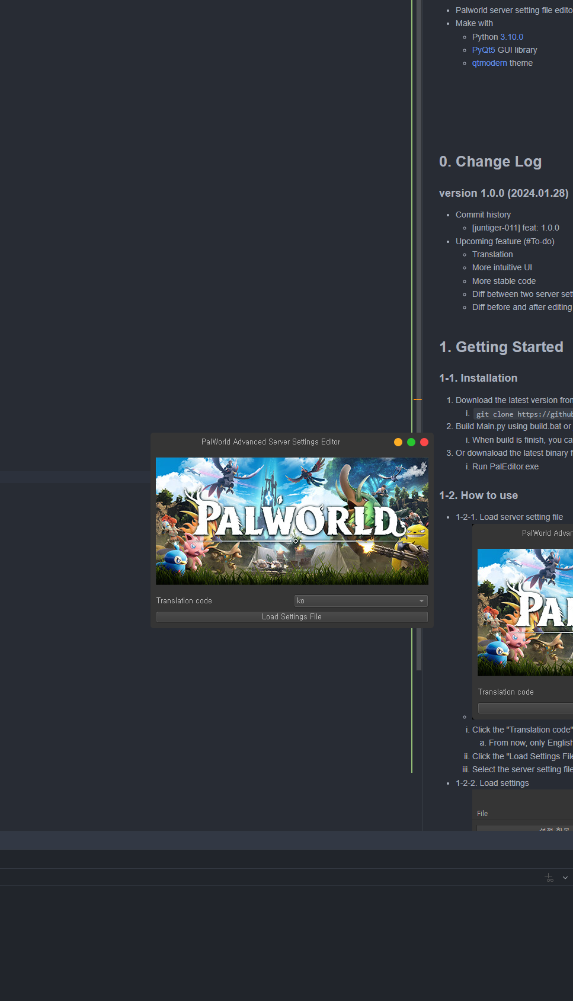 Palworld server setting file
Make with
Python 3.10.0
PyQt5 GUI library
qtmodern theme
0. Change Log
version 1.0.0 (2024.01.28)
Commit history
[juntiger-011] feat: 1.0.0
Upcoming feature (#To-do)
Translation
More intuitive UI
More stable code
Diff between two server
Diff before and after editing
1. Getting Started
1-1. Installation
1. Download the latest version from
i. git clone https://github
2. Build Main.py using build.bat or
i. When build is finish, you
3. Or downaload the latest binary
i. Run PalEditor.exe
PalWorld Advanced Server Settings Editor
PALWORLD
Translation code
ko
Load Settings File
1-2. How to use
1-2-1. Load server setting file
PalWorld
PA
Translation code
i. Click the "Translation code"
a. From now, only English
ii. Click the "Load Settings
iii. Select the server setting file
1-2-2. Load settings
File